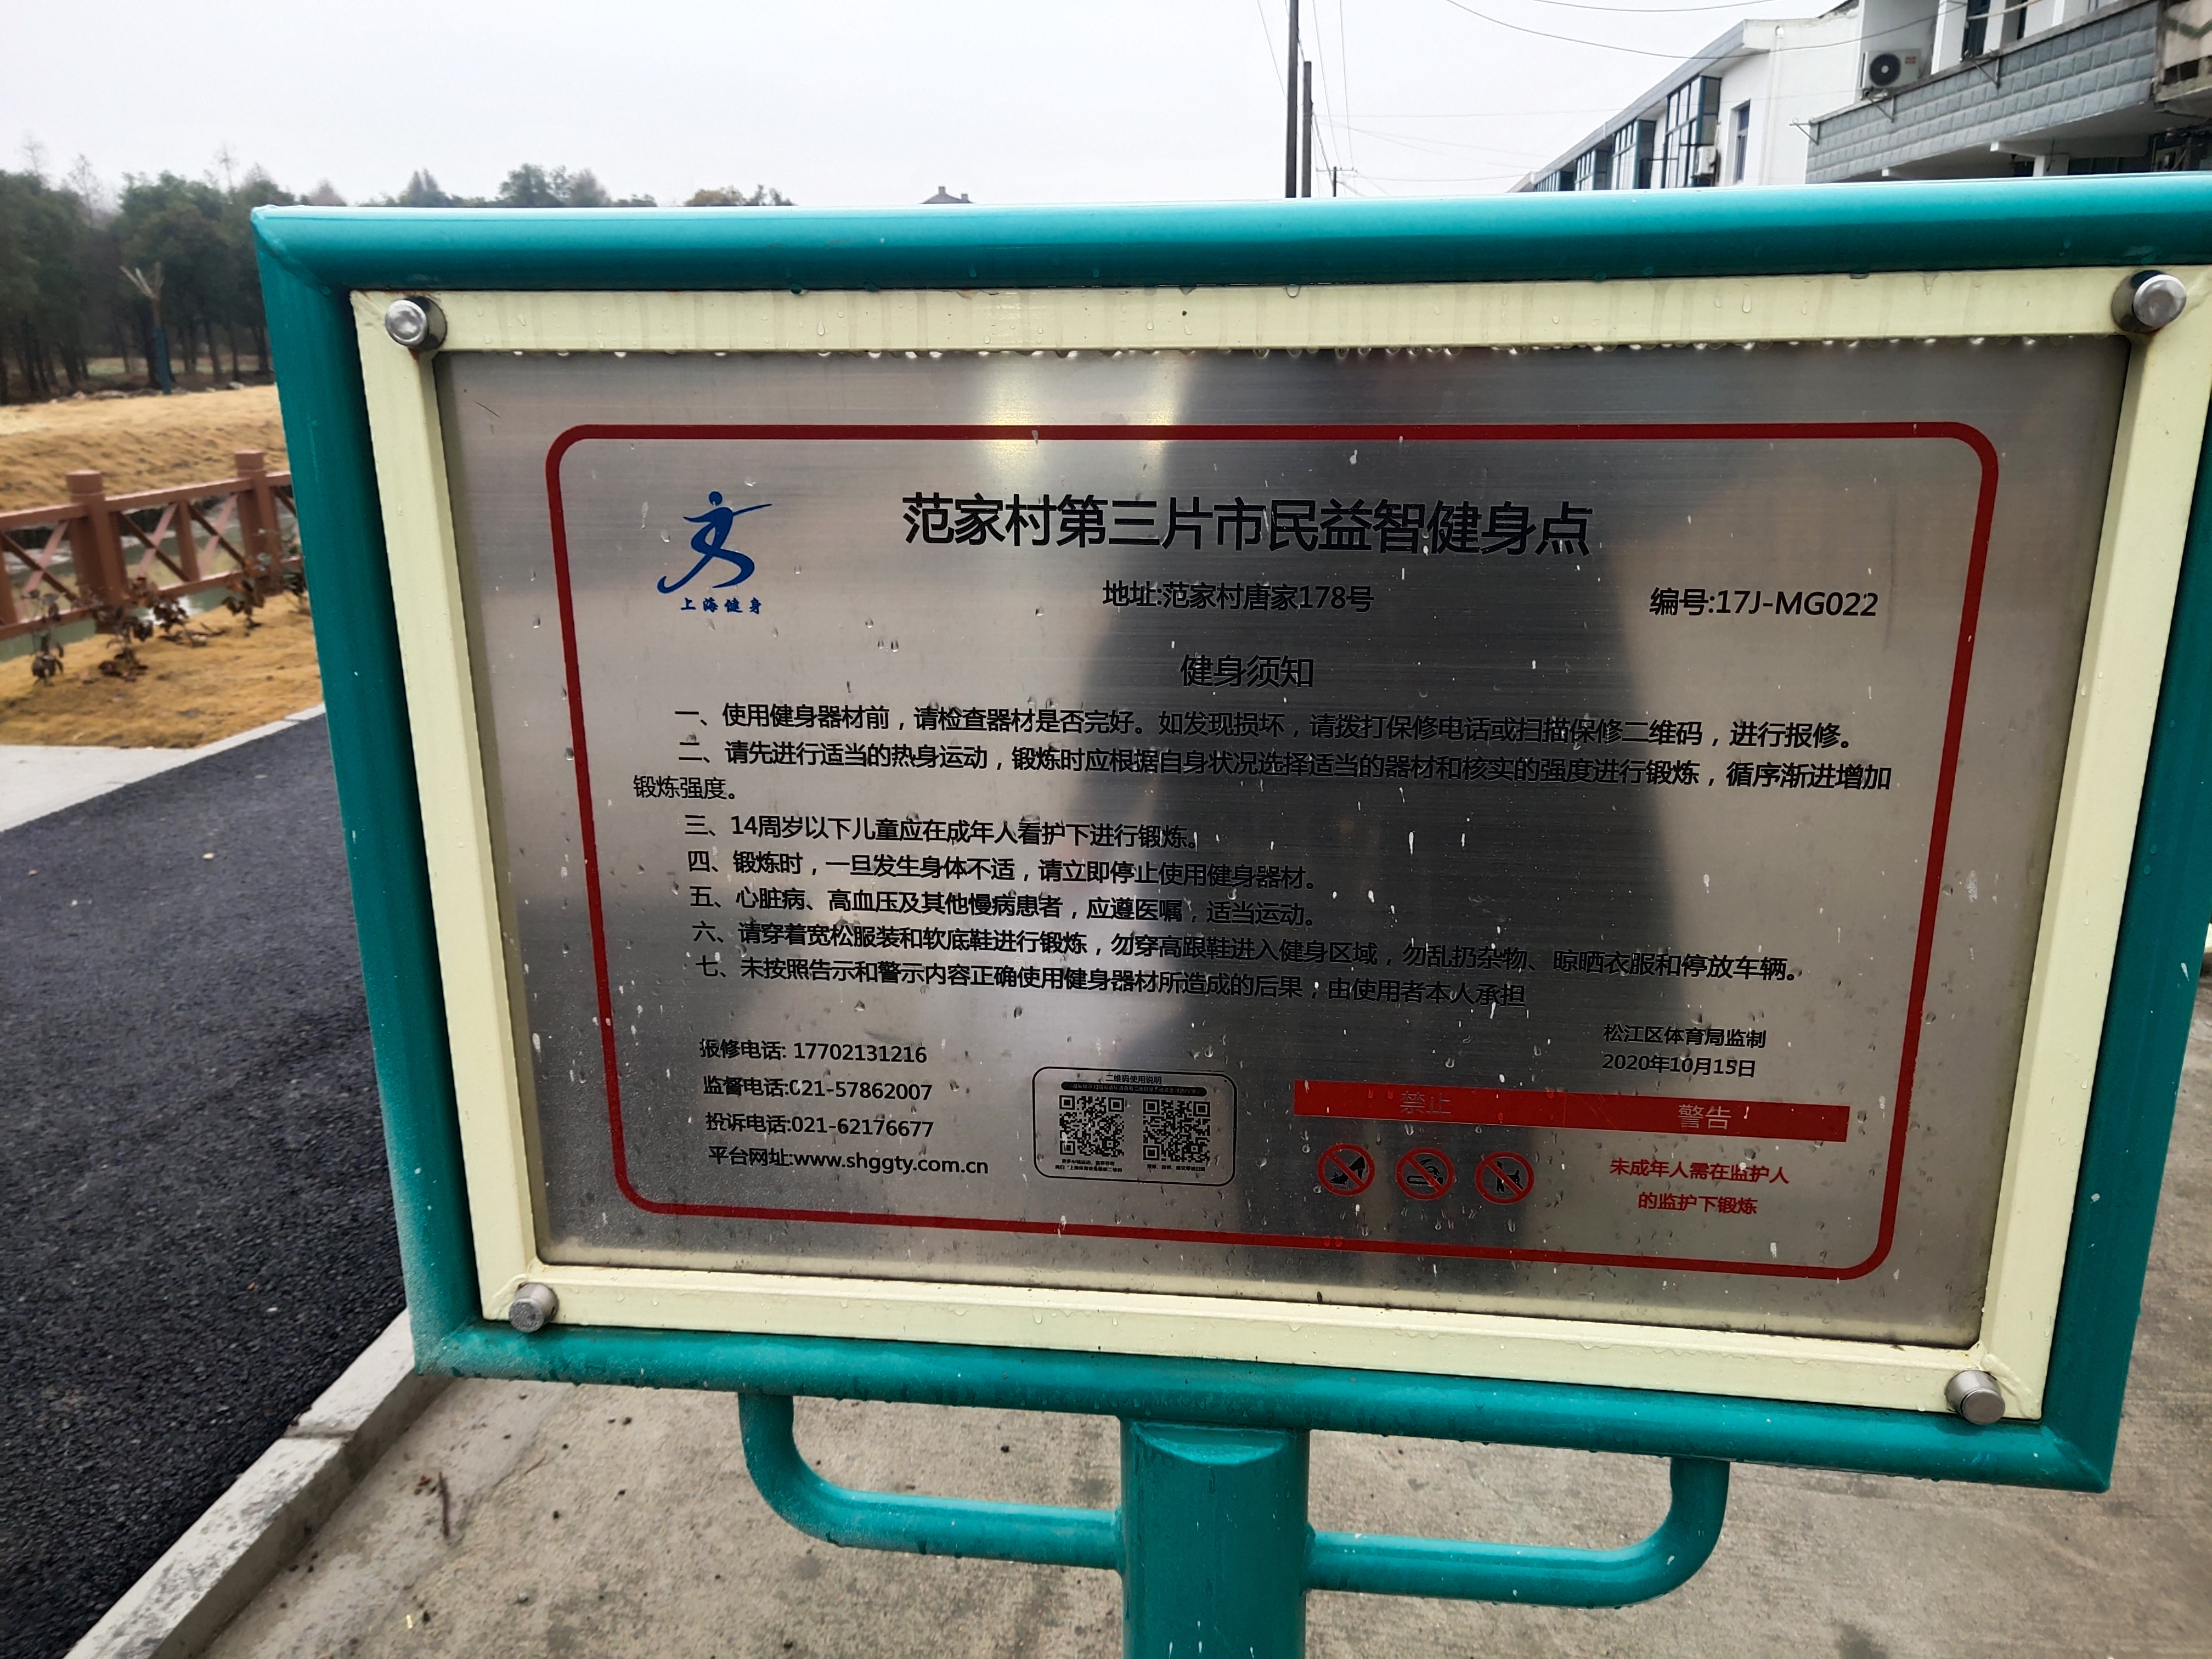 范家村第三片市民益智健身点
上海健身
地址:范家村唐家178号
编号:17J-MG022
健身须知
一、使用健身器材前，请检查器材是否完好。如发现损坏，请拨打保修电话或扫描保修二维码，进行报修。
二、请先进行适当的热身运动，锻炼时应根据自身状况选择适当的器材和核实的强度进行锻炼，循序渐进增加
锻炼强度。
三、14周岁以下儿童应在成年人看护下进行锻炼。
四、锻炼时，一旦发生身体不适，请立即停止使用健身器材。
五、心脏病、高血压及其他慢病患者，应遵医嘱，适当运动。
六、请穿着宽松服装和软底鞋进行锻炼，勿穿高跟鞋进入健身区域，勿乱扔杂物、晾晒衣服和停放车辆。
七、未按照告示和警示内容正确使用健身器材所造成的后果，由使用者本人承担
松江区体育局监制
2020年10月15日
报修电话: 17702131216
监督电话:021-57862007
投诉电话:021-62176677
平台网址:www.shggty.com.cn
二维码使用说明
禁止
警告！
未成年人需在监护人
的监护下锻炼